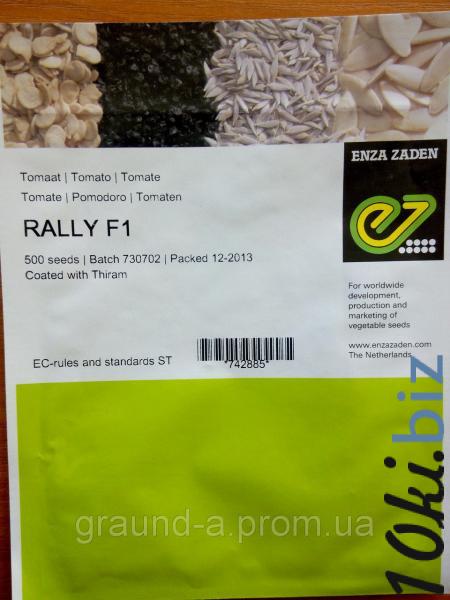 ENZA ZADEN
Tomaat | Tomato | Tomate
Tomate | Pomodoro | Tomaten
RALLY F1
500 seeds | Batch 730702 | Packed 12-2013
Coated with Thiram
For worldwide
development,
production and
marketing of
vegetable seeds
www.enzazaden.com
The Netherlands
EC-rules and standards ST
*742885*
graund-a.prom.ua
10ki.biz